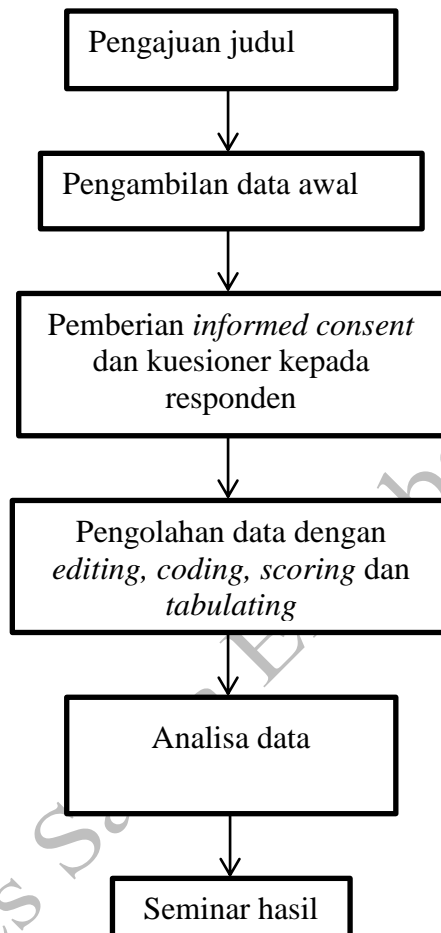 Pengajuan judul
Pengambilan data awal
Pemberian informed consent
dan kuesioner kepada
responden
Pengolahan data dengan
editing, coding, scoring dan
tabulating
Analisa data
Seminar hasil